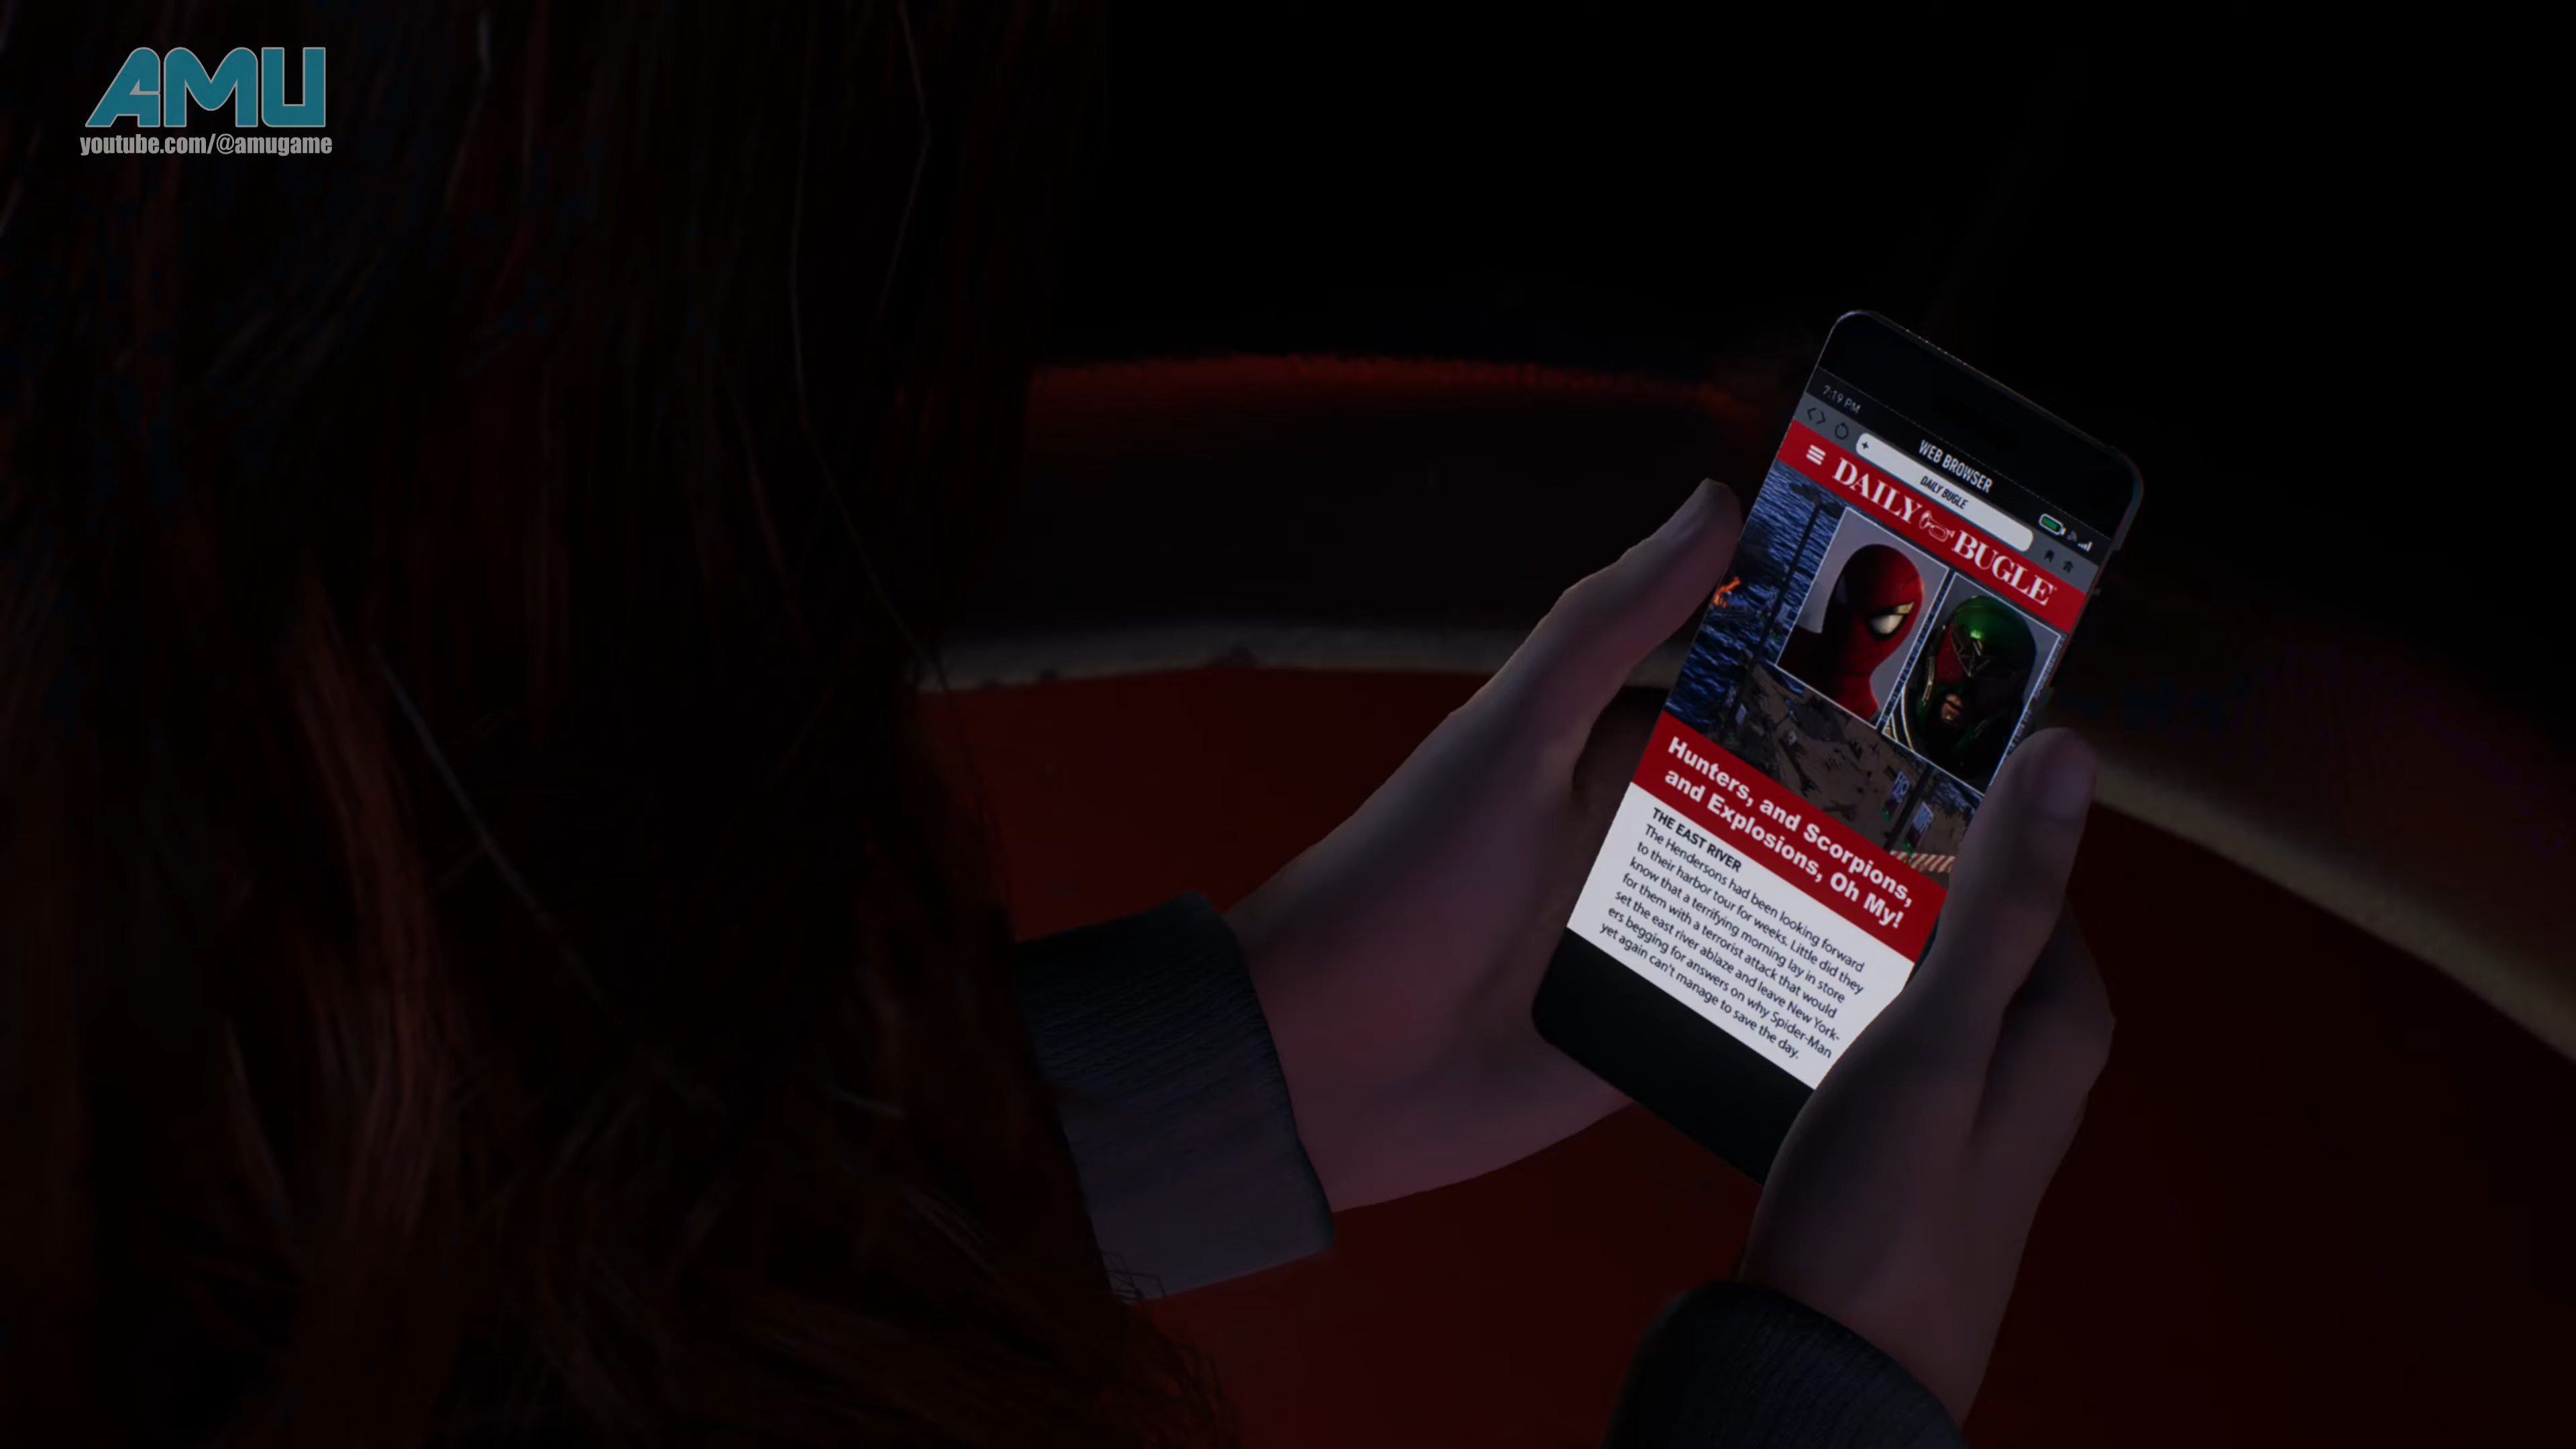 AMU
youtube.com/@amugame
7:19 PM
WEB BROWSER
DAILY BUGLE
DAILY BUGLE
Hunters, and Scorpions,
and Explosions, Oh My!
THE EAST RIVER
The Hendersons had been looking forward
to their harbor tour for weeks. Little did they
know that a terrifying morning lay in store
for them with a terrorist attack that would
set the east river ablaze and leave New York-
ers begging for answers on why Spider-Man
yet again can't manage to save the day.